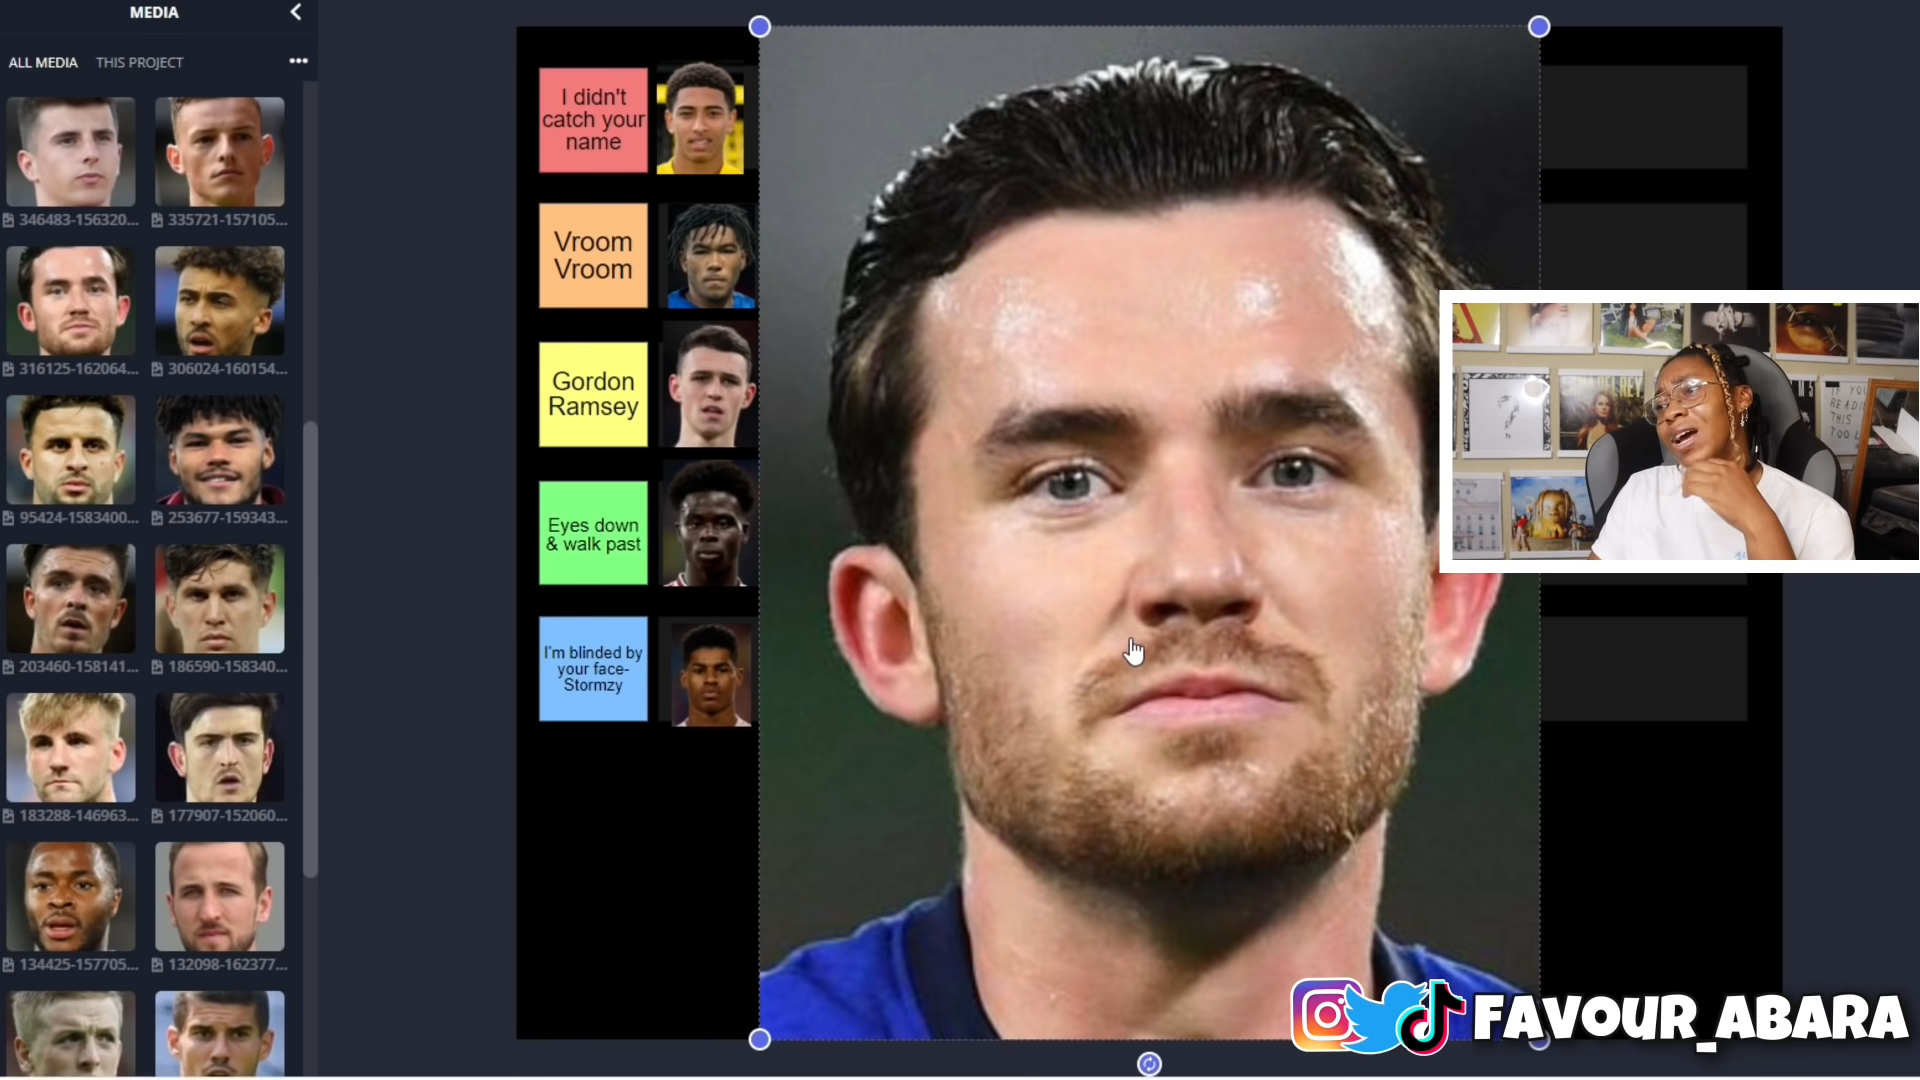 MEDIA
ALL MEDIA THIS PROJECT
346483-156320... 335721-157105...
316125-162064... 306024-160154...
95424-1583400... 253677-159343...
203460-158141... 186590-158340...
183288-146963... 177907-152060...
134425-157705... 132098-162377...
I didn't
catch your
name
Vroom
Vroom
Gordon
Ramsey
Eyes down
& walk past
I'm blinded by
your face-
Stormzy
FAVOUR_ABARA